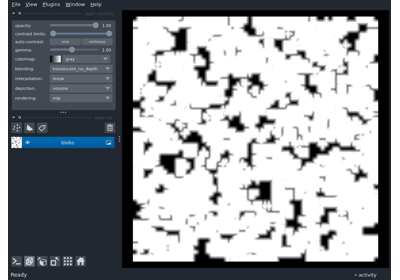 File View Plugins Window Help
opacity: 1.00
contrast limits:
auto-contrast: once continuous
gamma: 1.00
colormap: gray
blending: translucent_no_depth
interpolation: linear
depiction: volume
rendering: mip
blobs
Ready
activity